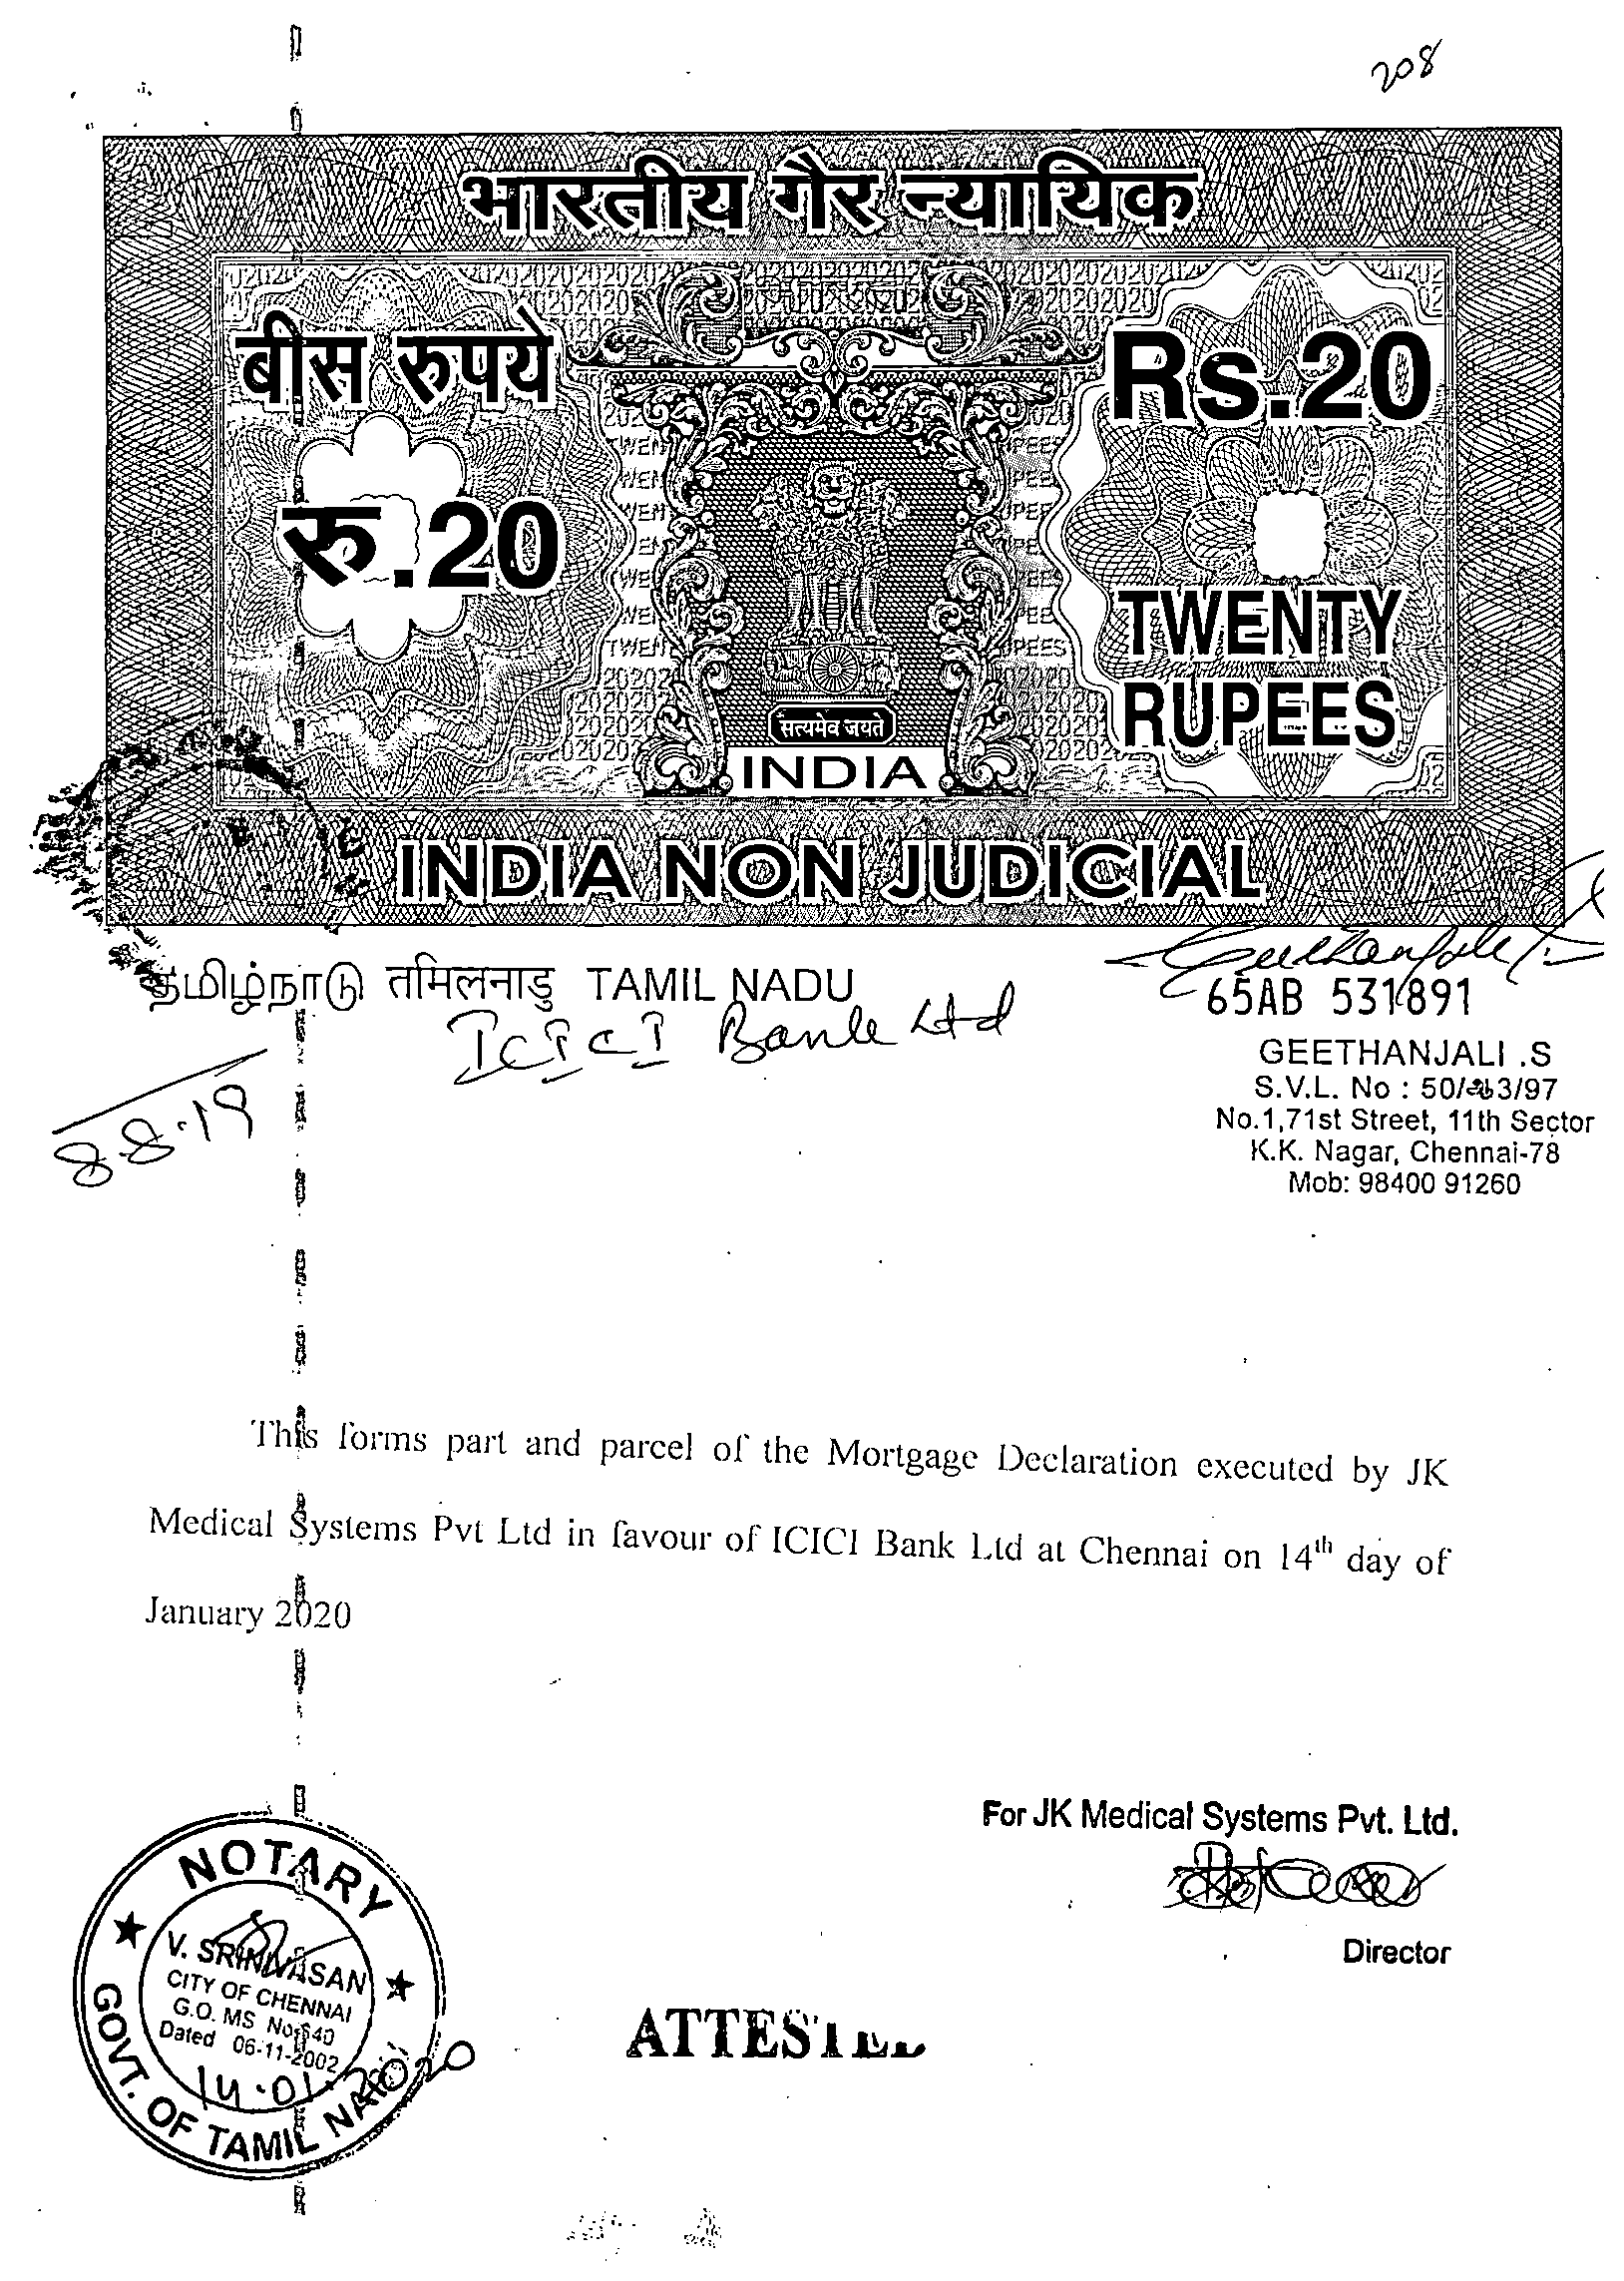 208
भारतीय गैर न्यायिक
बीस रुपये
Rs.20
रु.20
TWENTY
RUPEES
सत्यमेव जयते
INDIA
INDIA NON JUDICIAL
தமிழ்நாடு तमिलनाडु TAMIL NADU
65AB 531891
ICICI Bank Ltd
8.8.19
GEETHANJALI .S
S.V.L. No : 50/ஆ3/97
No.1,71st Street, 11th Sector
K.K. Nagar, Chennai-78
Mob: 98400 91260
This forms part and parcel of the Mortgage Declaration executed by JK
Medical Systems Pvt Ltd in favour of ICICI Bank Ltd at Chennai on 14th day of
January 2020
For JK Medical Systems Pvt. Ltd.
Director
NOTARY
V. SRINIVASAN
CITY OF CHENNAI
G.O. MS No.640
Dated 06-11-2002
14.01.2020
GOVT. OF TAMIL NADU
ATTESTED